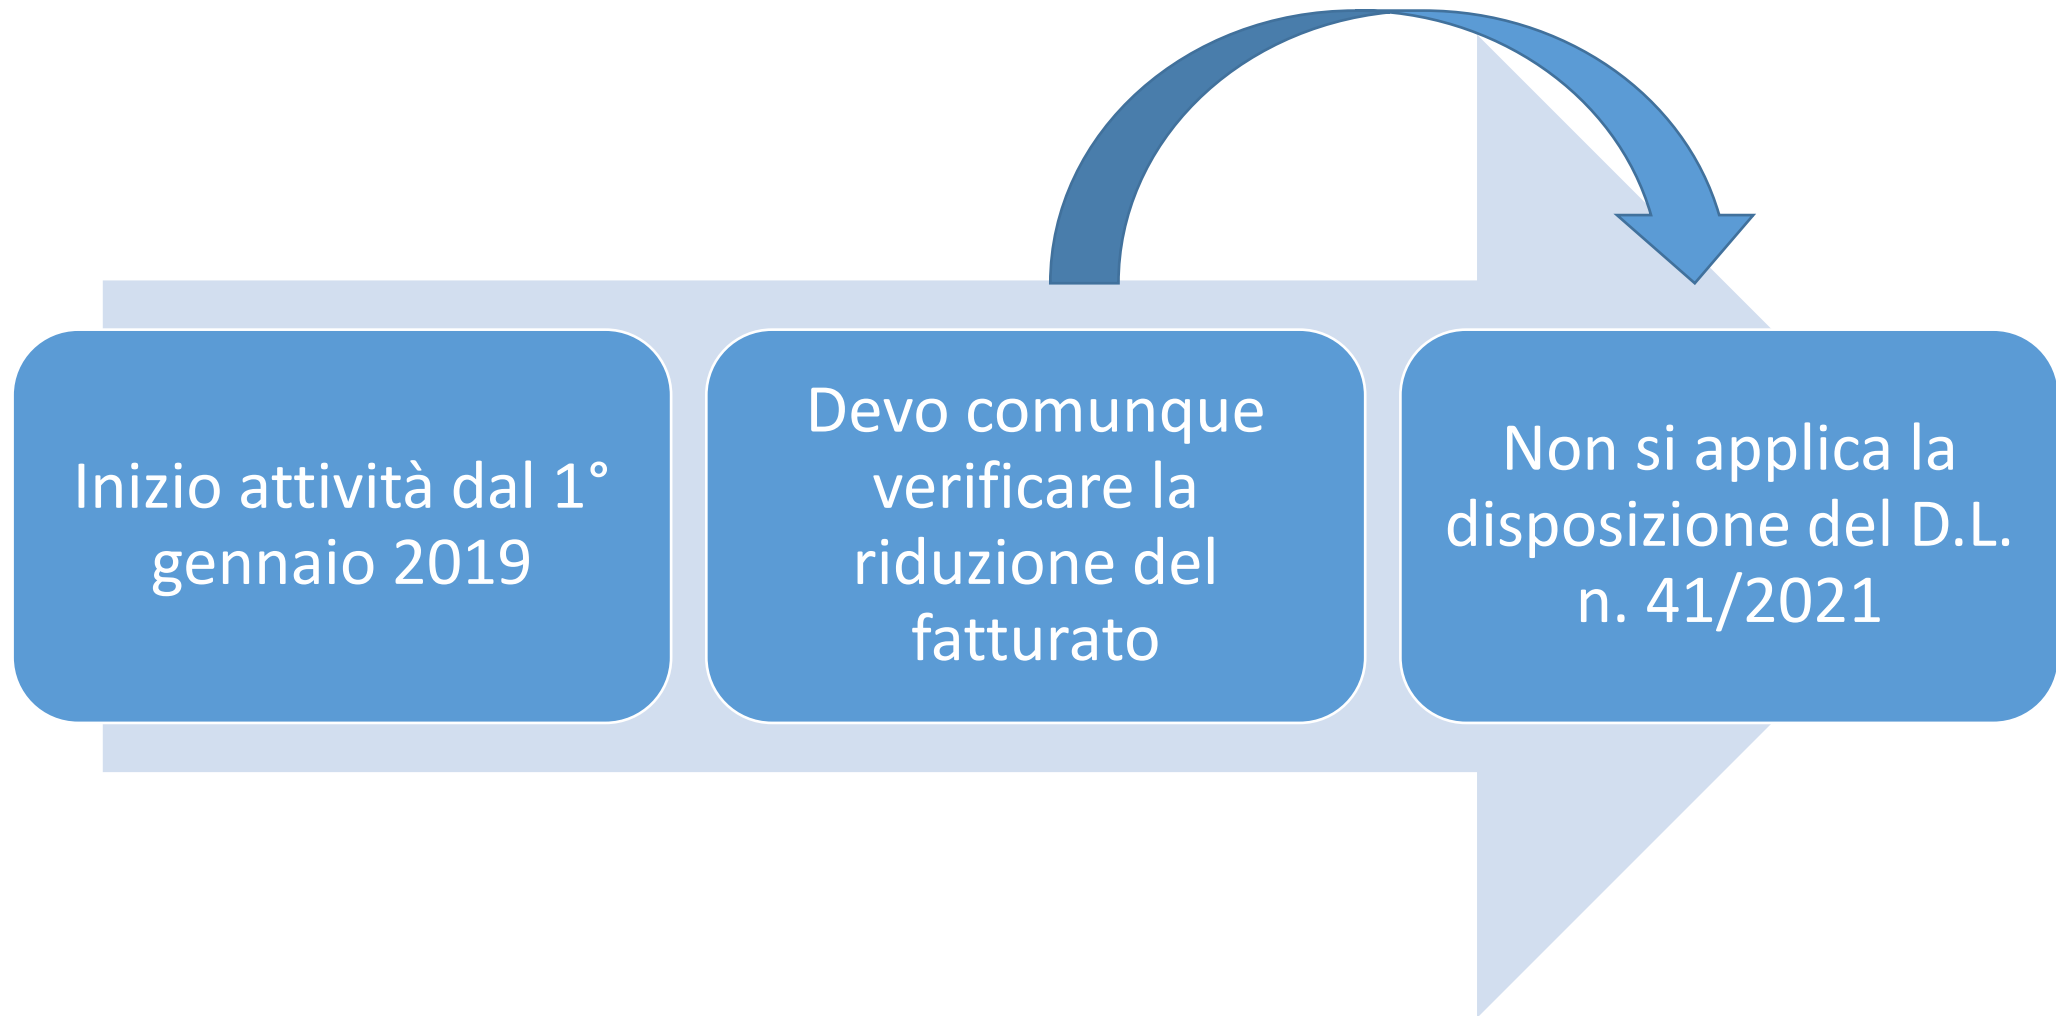 Inizio attività dal 1°
gennaio 2019
Devo comunque
verificare la
riduzione del
fatturato
Non si applica la
disposizione del D.L.
n. 41/2021